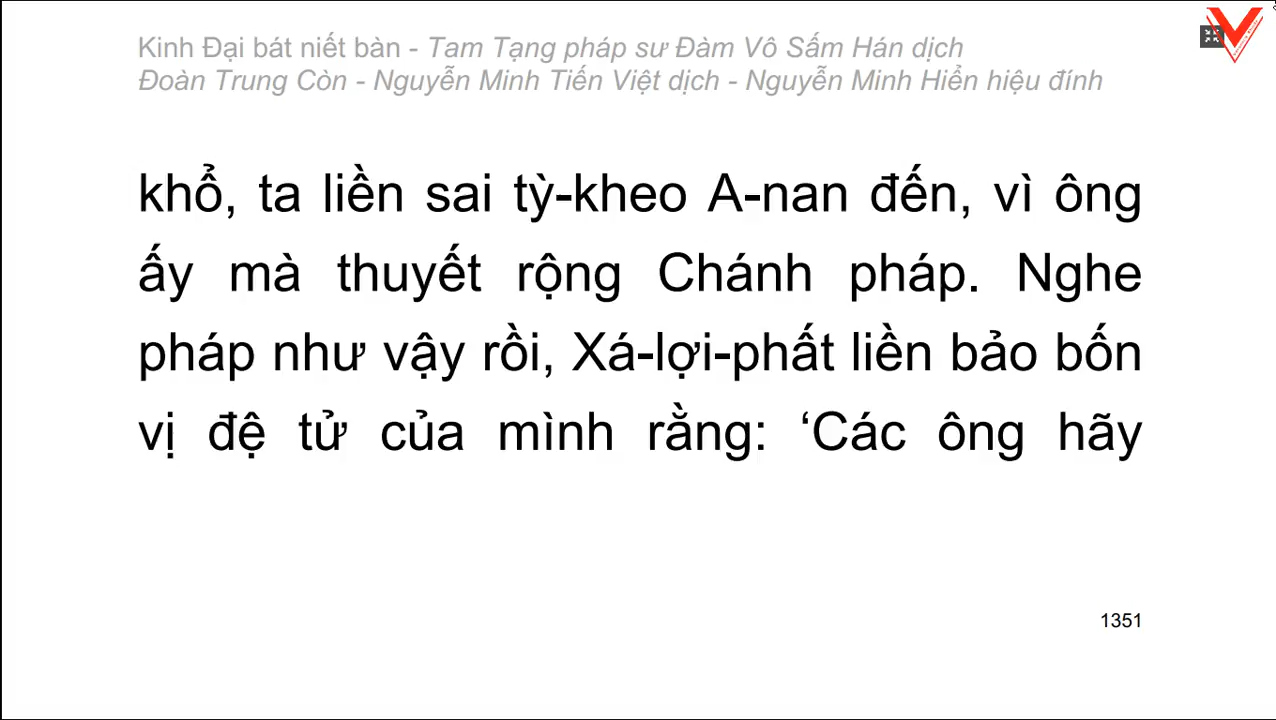 Kinh Đại bát niết bàn - Tam Tạng pháp sư Đàm Vô Sấm Hán dịch
Đoàn Trung Còn - Nguyễn Minh Tiến Việt dịch - Nguyễn Minh Hiển hiệu đính
khổ, ta liền sai tỳ-kheo A-nan đến, vì ông
ấy mà thuyết rộng Chánh pháp. Nghe
pháp như vậy rồi, Xá-lợi-phất liền bảo bốn
vị đệ tử của mình rằng: ‘Các ông hãy
1351